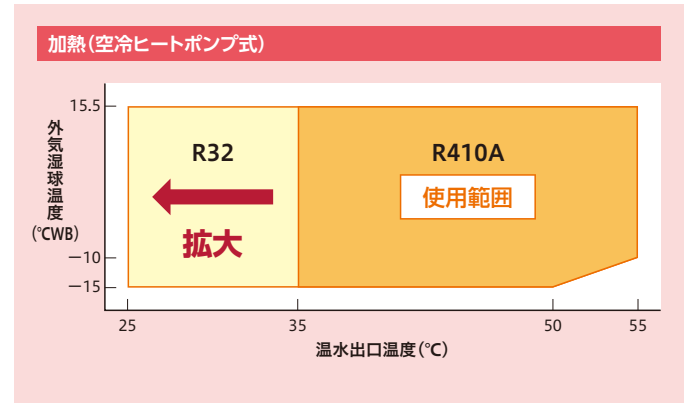 加熱（空冷ヒートポンプ式）
15.5
外気湿球温度
（℃WB）
R32
R410A
使用範囲
拡大
－10
－15
25
35
50
55
温水出口温度（℃）